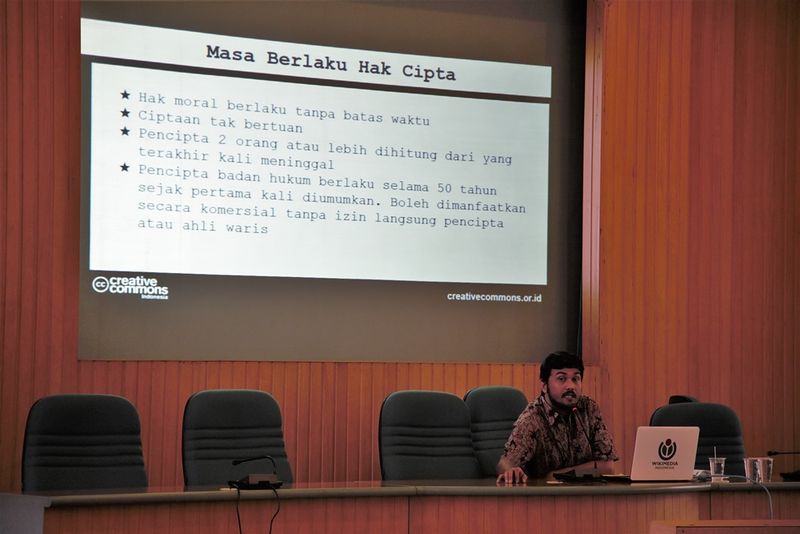 Masa Berlaku Hak Cipta
★ Hak moral berlaku tanpa batas waktu
★ Ciptaan tak bertuan
★ Pencipta 2 orang atau lebih dihitung dari yang
terakhir kali meninggal
★ Pencipta badan hukum berlaku selama 50 tahun
sejak pertama kali diumumkan. Boleh dimanfaatkan
secara komersial tanpa izin langsung pencipta
atau ahli waris
cc creative
commons
Indonesia
creativecommons.or.id
WIKIMEDIA
INDONESIA